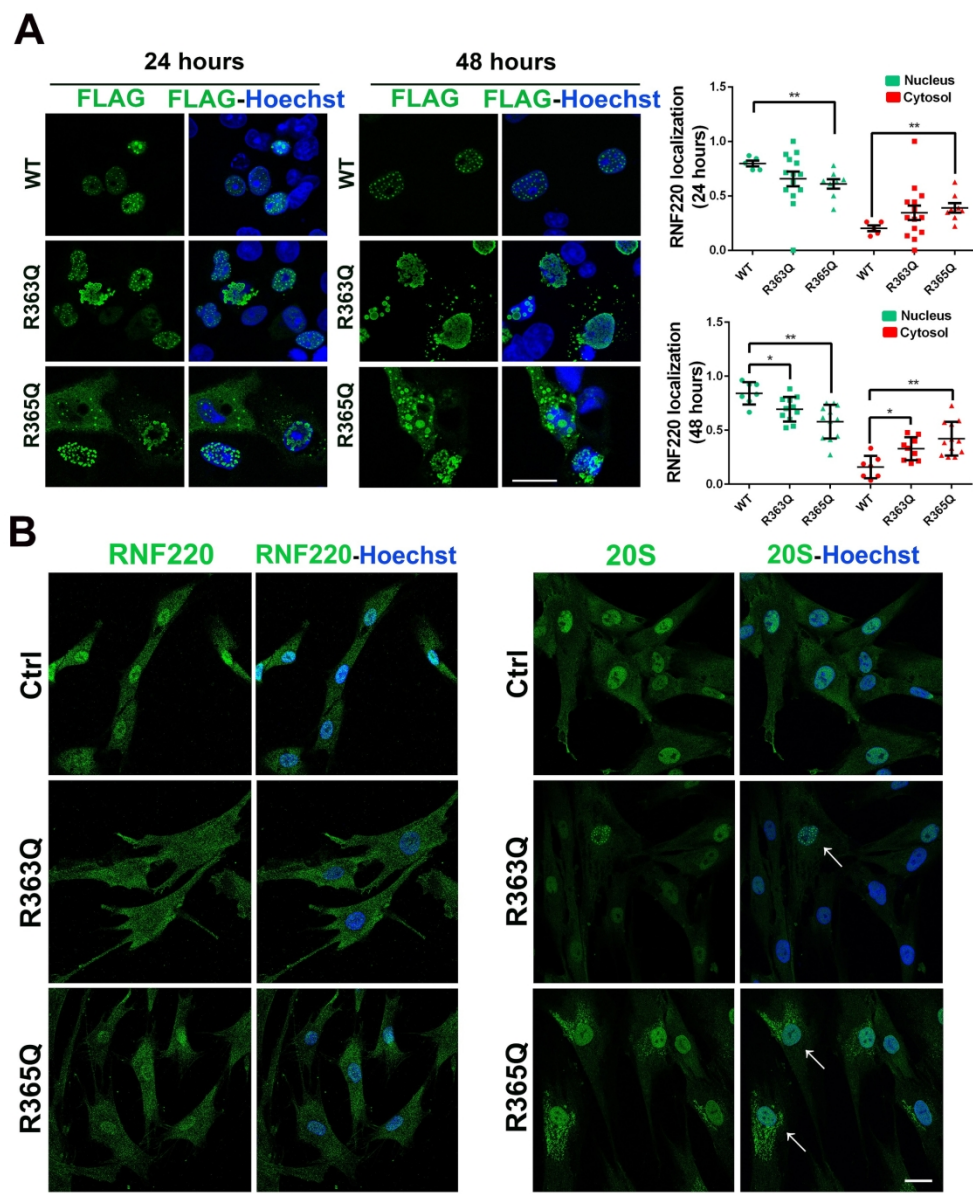 A
24 hours
48 hours
FLAG FLAG-Hoechst
FLAG FLAG-Hoechst
WT
R363Q
R365Q
WT
R363Q
R365Q
Nucleus
Cytosol
**
**
RNF220 localization
(24 hours)
1.5
1.0
0.5
0.0
WT R363Q R365Q WT R363Q R365Q
Nucleus
Cytosol
**
*
**
*
RNF220 localization
(48 hours)
1.5
1.0
0.5
0.0
WT R363Q R365Q WT R363Q R365Q
B
RNF220 RNF220-Hoechst
20S 20S-Hoechst
Ctrl
R363Q
R365Q
Ctrl
R363Q
R365Q